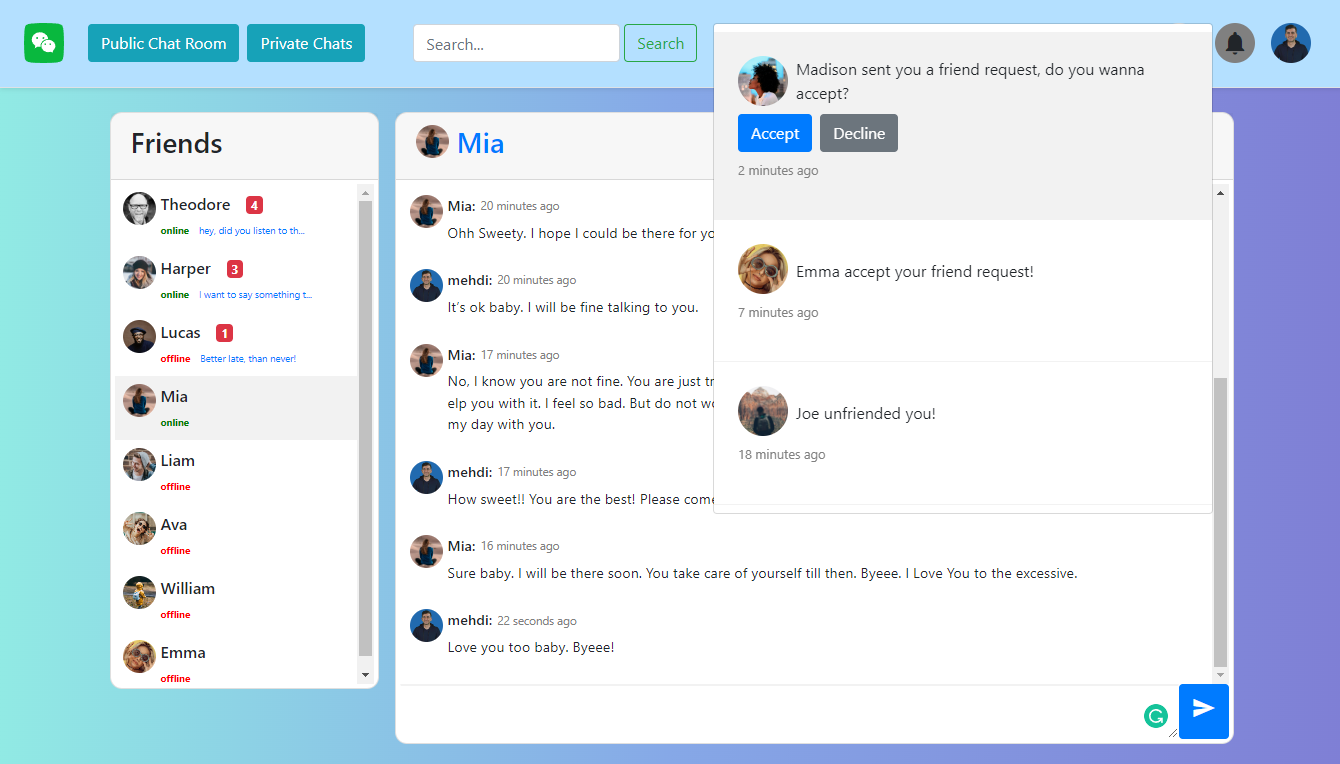 Public Chat Room
Private Chats
Search...
Search
Friends
Theodore 4
online hey, did you listen to th...
Harper 3
online I want to say something t...
Lucas 1
offline Better late, than never!
Mia
online
Liam
offline
Ava
offline
William
offline
Emma
offline
Mia
Mia: 20 minutes ago
Ohh Sweety. I hope I could be there for yo
mehdi: 20 minutes ago
It's ok baby. I will be fine talking to you.
Mia: 17 minutes ago
No, I know you are not fine. You are just tr
elp you with it. I feel so bad. But do not wo
my day with you.
mehdi: 17 minutes ago
How sweet!! You are the best! Please come
Mia: 16 minutes ago
Sure baby. I will be there soon. You take care of yourself till then. Byeee. I Love You to the excessive.
mehdi: 22 seconds ago
Love you too baby. Byeee!
Madison sent you a friend request, do you wanna
accept?
Accept
Decline
2 minutes ago
Emma accept your friend request!
7 minutes ago
Joe unfriended you!
18 minutes ago